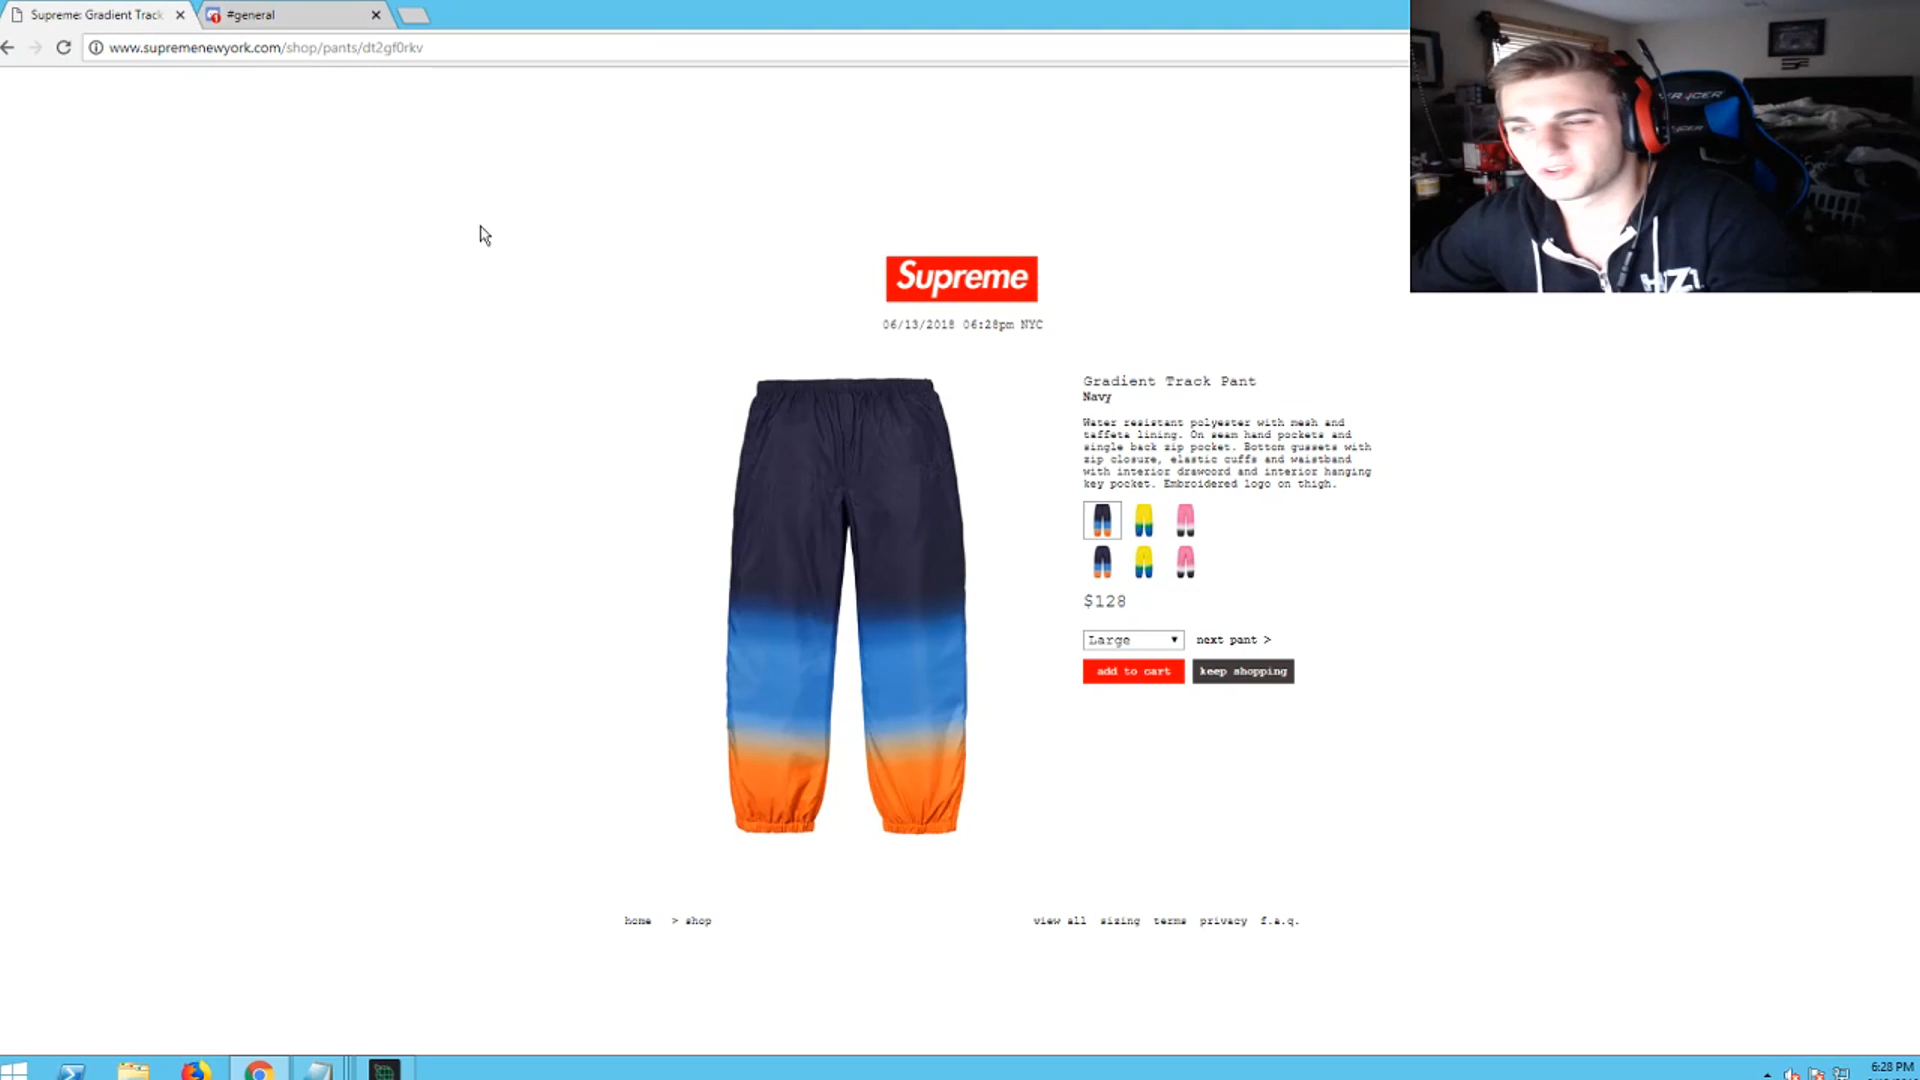 Supreme: Gradient Track
#general
www.supremenewyork.com/shop/pants/dt2gf0rkv
Supreme
06/13/2018 06:28pm NYC
Gradient Track Pant
Navy
Water resistant polyester with mesh and
taffeta lining. On seam hand pockets and
single back zip pocket. Bottom gussets with
zip closure, elastic cuffs and waistband
with interior drawcord and interior hanging
key pocket. Embroidered logo on thigh.
$128
Large
next pant >
add to cart
keep shopping
home > shop
view all sizing terms privacy f.a.q.
6:28 PM